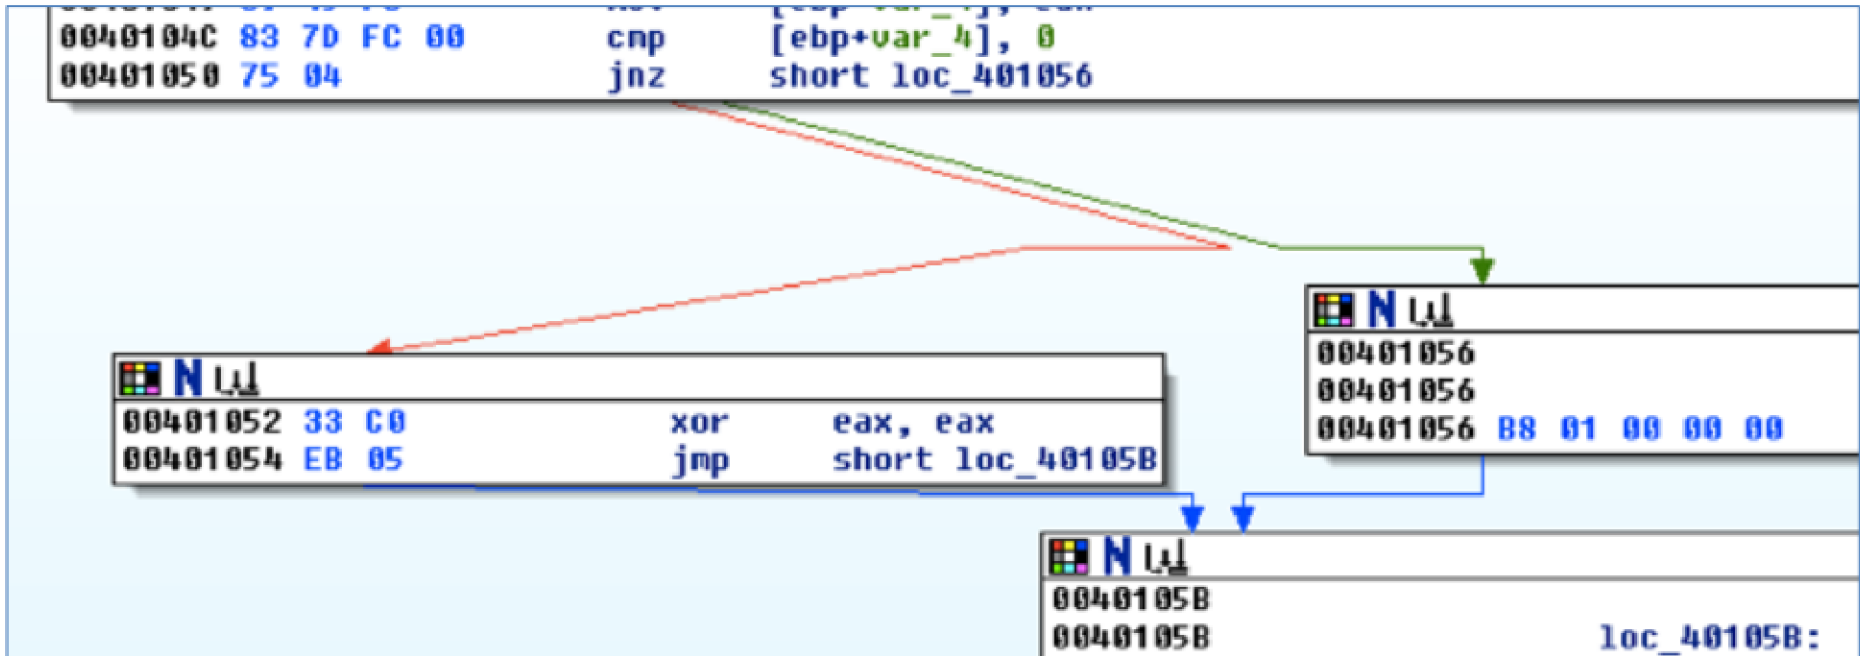 0040104C 83 7D FC 00 cmp [ebp+var_4], 0
00401050 75 04 jnz short loc_401056
00401056
00401056
00401056 B8 01 00 00 00
00401052 33 C0 xor eax, eax
00401054 EB 05 jmp short loc_40105B
0040105B
0040105B loc_40105B: